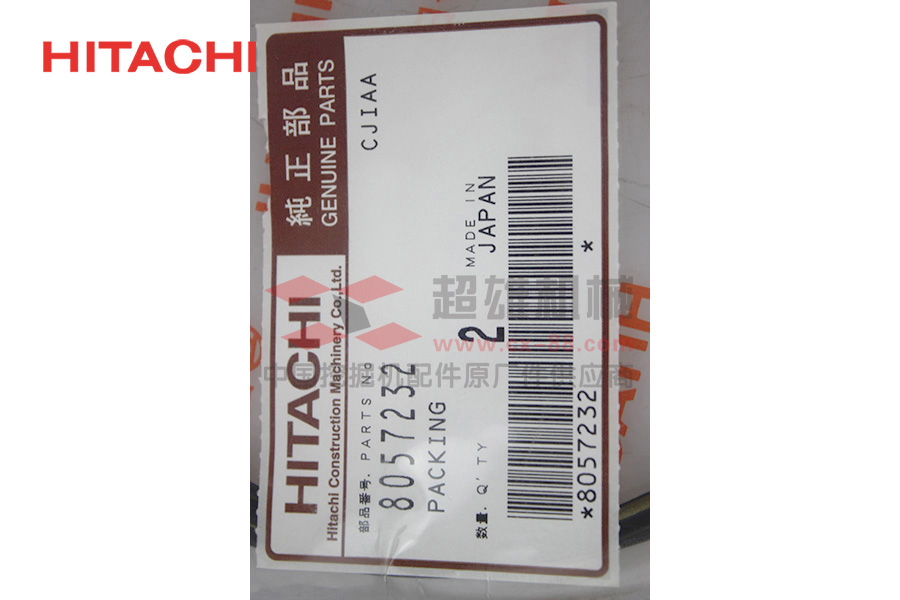 HITACHI
純正部品
GENUINE PARTS
HITACHI
Hitachi Construction Machinery Co.,Ltd.
部品番号. PARTS NO
CJIAA
8057232
PACKING
数量. Q'TY
2
MADE IN
JAPAN
*8057232 *
超雄机械
www.cx-88.com
中国挖掘机配件原厂件供应商